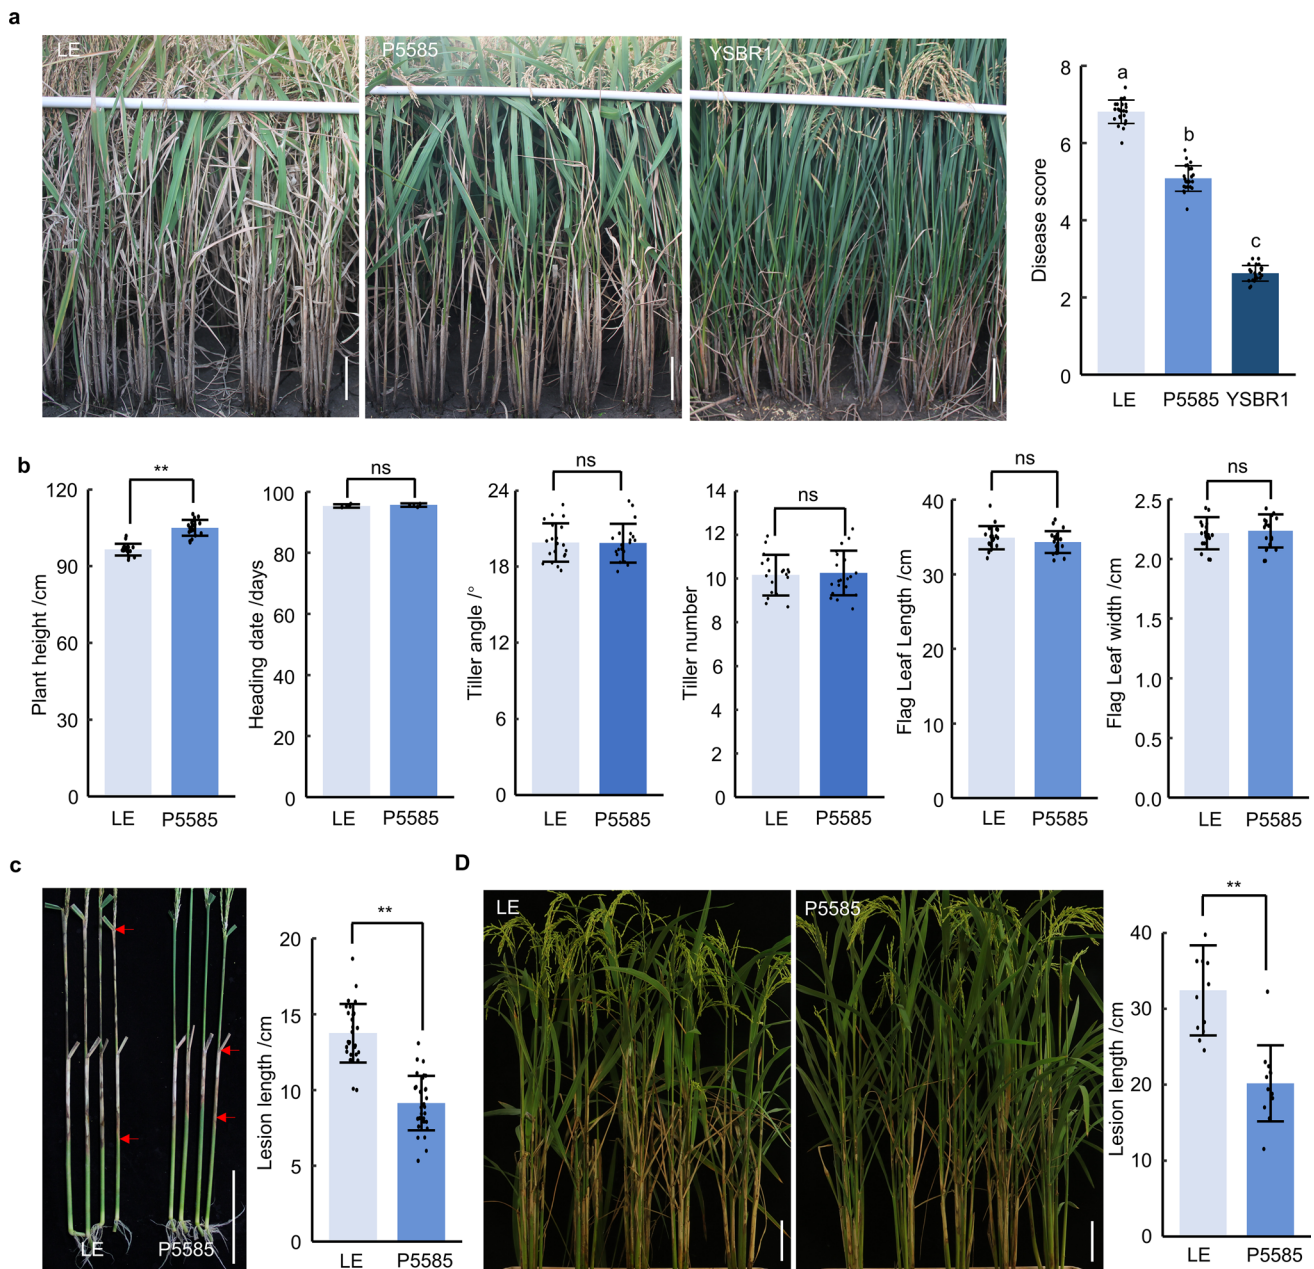 a
LE
P5585
YSBR1
Disease score
8
6
4
2
0
a
b
c
LE
P5585
YSBR1
b
Plant height /cm
120
90
60
30
0
**
LE
P5585
Heading date /days
100
80
60
40
20
0
ns
LE
P5585
Tiller angle /°
24
18
12
6
0
ns
LE
P5585
Tiller number
14
12
10
8
6
4
2
0
ns
LE
P5585
Flag Leaf Length /cm
40
30
20
10
0
ns
LE
P5585
Flag Leaf width /cm
2.5
2.0
1.5
1.0
0.5
0.0
ns
LE
P5585
c
LE
P5585
Lesion length /cm
20
15
10
5
0
**
LE
P5585
D
LE
P5585
Lesion length /cm
40
30
20
10
0
**
LE
P5585